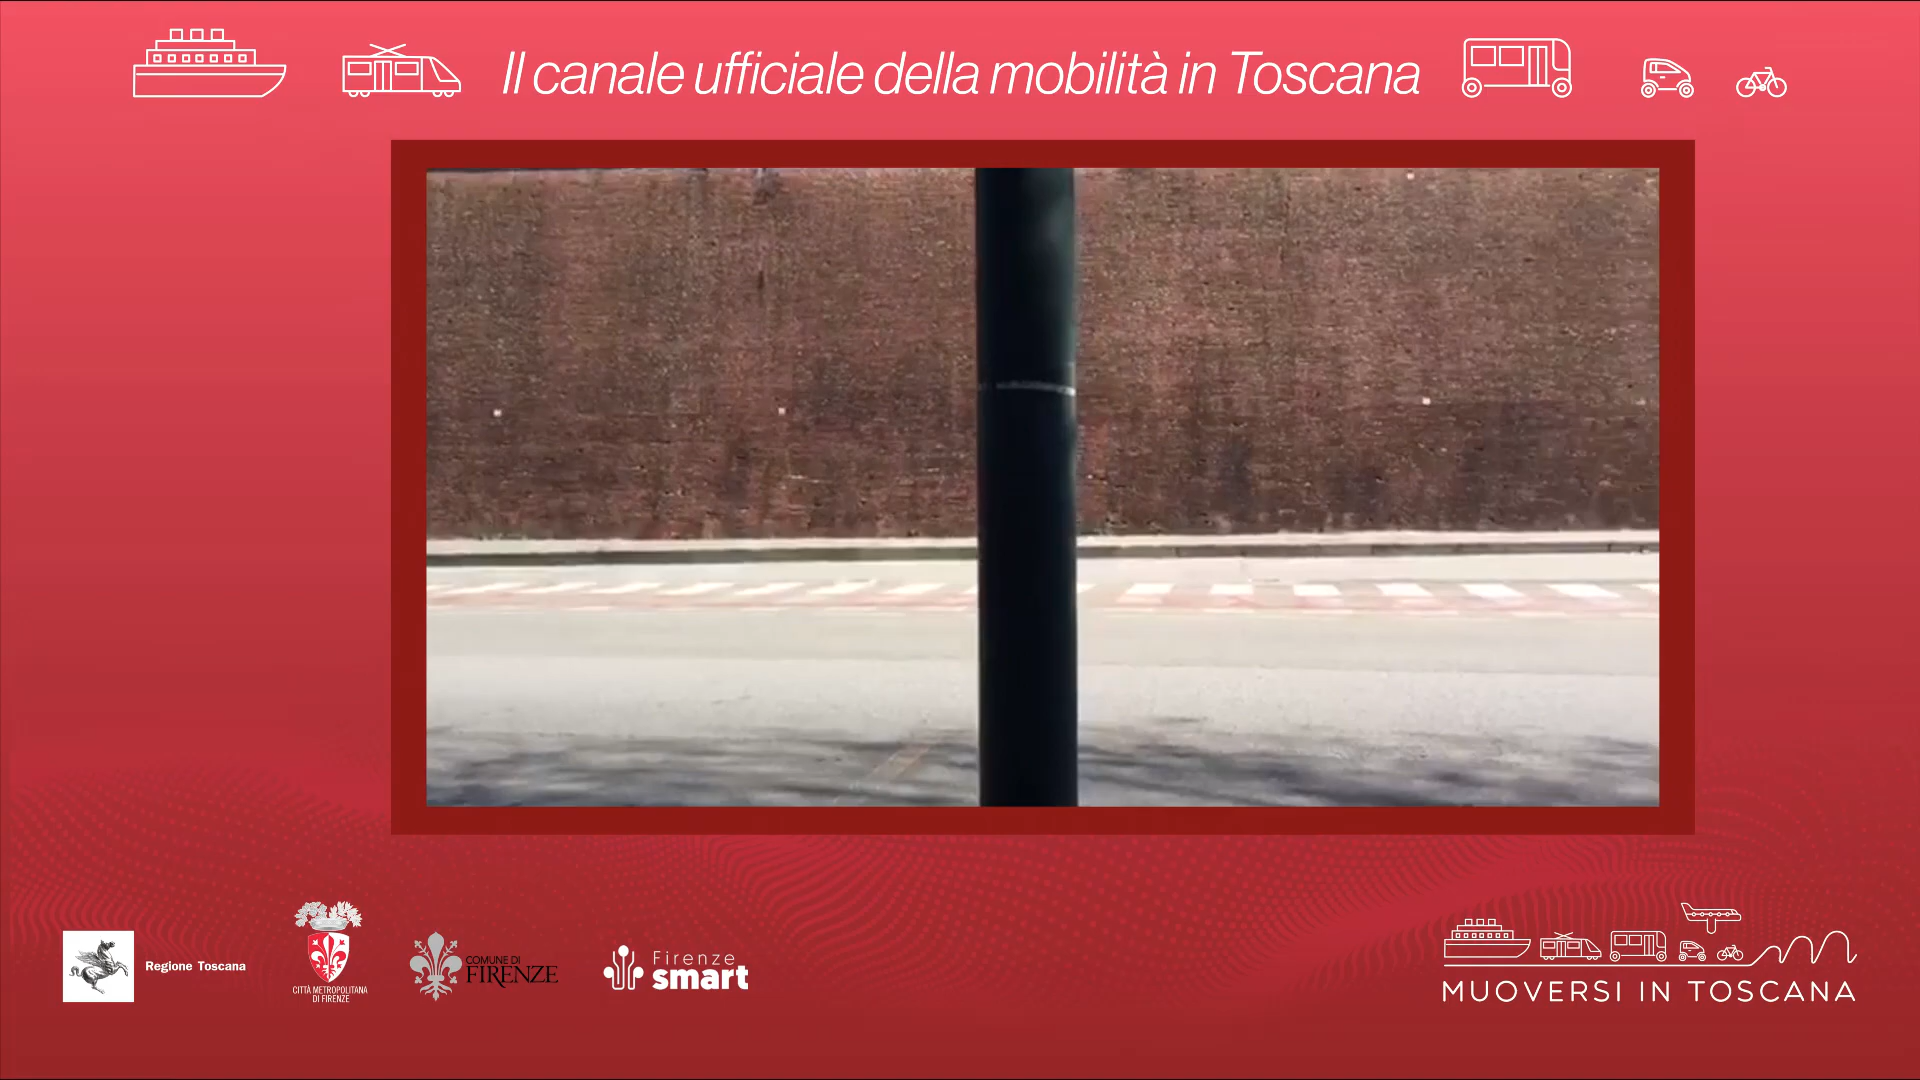 Il canale ufficiale della mobilità in Toscana
Regione Toscana
CITTÀ METROPOLITANA
DI FIRENZE
COMUNE DI
FIRENZE
Firenze
smart
MUOVERSI IN TOSCANA